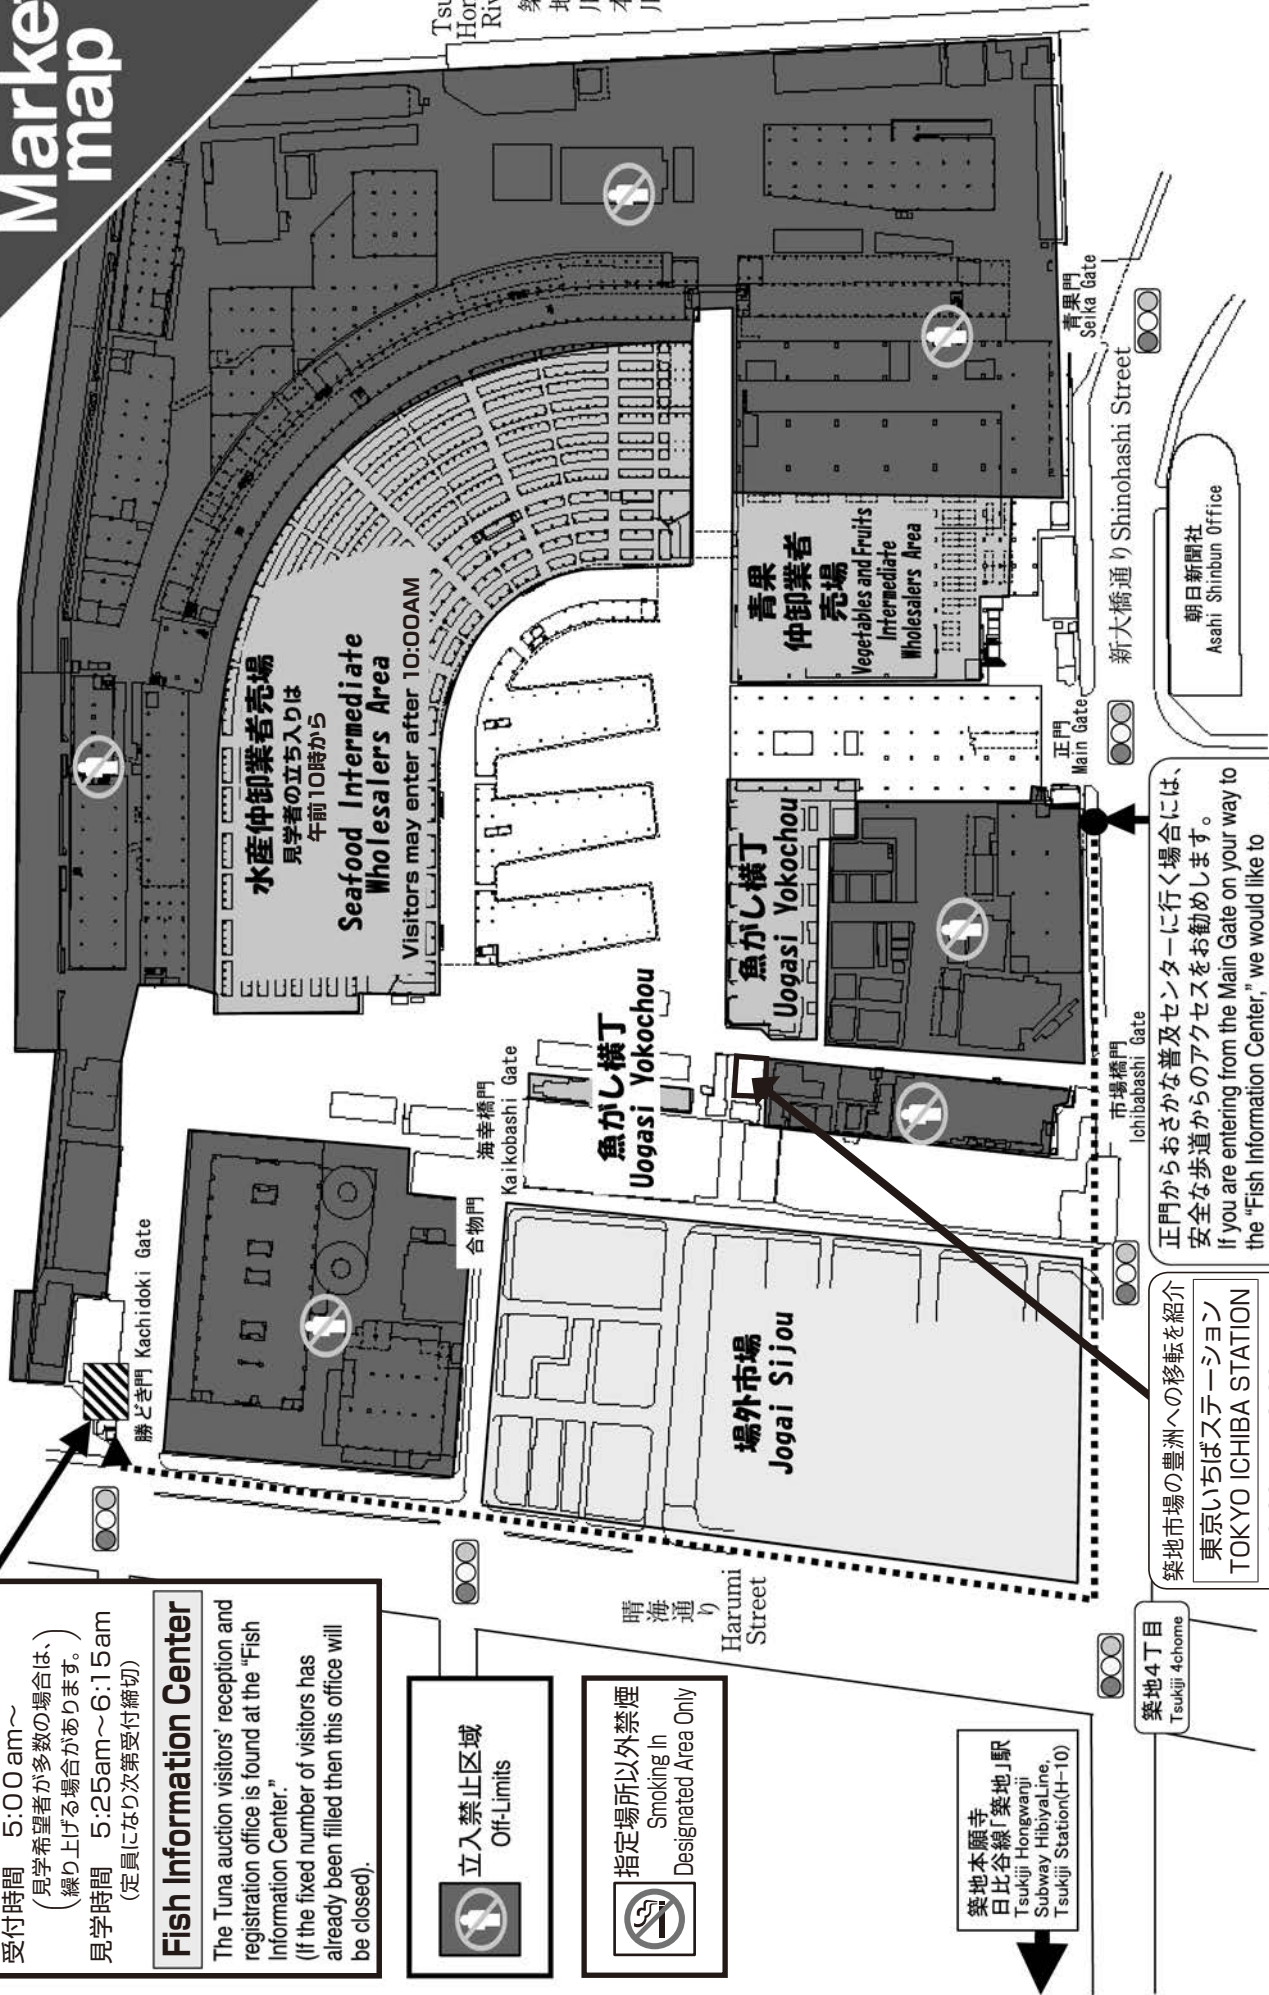 Market
map
受付時間 5:00am～
(見学希望者が多数の場合は、
繰り上げる場合があります。)
見学時間 5:25am～6:15am
(定員になり次第受付締切)
Fish Information Center
The Tuna auction visitors' reception and
registration office is found at the "Fish
Information Center."
(If the fixed number of visitors has
already been filled then this office will
be closed).
立入禁止区域
Off-Limits
指定場所以外禁煙
Smoking In
Designated Area Only
築地本願寺
日比谷線「築地」駅
Tsukiji Hongwanji
Subway HibiyaLine,
Tsukiji Station(H-10)
勝どき門 Kachidoki Gate
晴海通り
Harumi
Street
築地4丁目
Tsukiji 4chome
合物門
海幸橋門
Kaikobashi Gate
場外市場
Jogai Sijou
魚がし横丁
Uogasi Yokochou
魚がし横丁
Uogasi Yokochou
水産仲卸業者売場
見学者の立ち入りは
午前10時から
Seafood Intermediate
Wholesalers Area
Visitors may enter after 10:00AM
青果
仲卸業者
売場
Vegetables and Fruits
Intermediate
Wholesalers Area
市場橋門
Ichibabashi Gate
正門
Main Gate
青果門
Seika Gate
新大橋通り Shinohashi Street
朝日新聞社
Asahi Shinbun Office
築地市場の豊洲への移転を紹介
東京いちばステーション
TOKYO ICHIBA STATION
正門からおさかな普及センターに行く場合には、
安全な歩道からのアクセスをお勧めします。
If you are entering from the Main Gate on your way to
the "Fish Information Center," we would like to